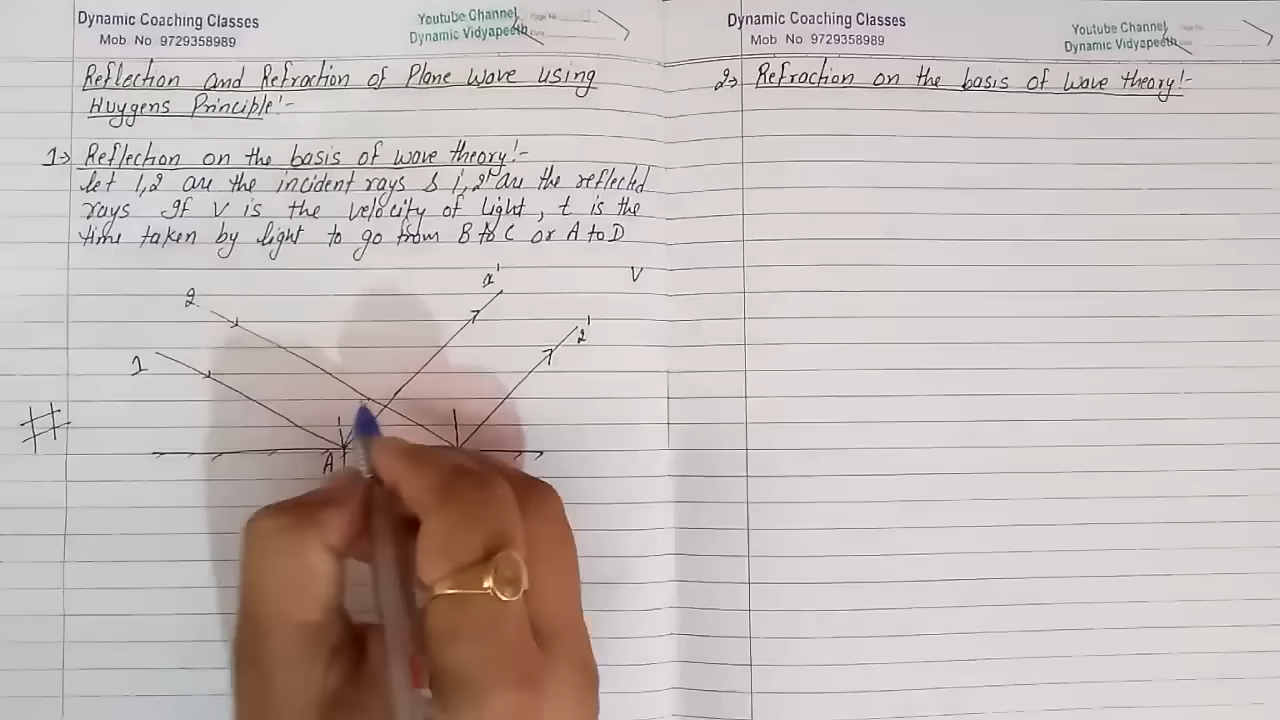 Dynamic Coaching Classes
Mob No 9729358989
Youtube Channel
Dynamic Vidyapeeth
Reflection and Refraction of Plane wave using
Huygens Principle!-
1→ Reflection on the basis of wave theory!-
let 1,2 are the incident rays & 1',2' are the reflected
rays If V is the velocity of light, t is the
time taken by light to go from B to C or A to D
V
1'
2
2'
1
#
A
Dynamic Coaching Classes
Mob No 9729358989
Youtube Channel
Dynamic Vidyapeeth
2→ Refraction on the basis of wave theory!-